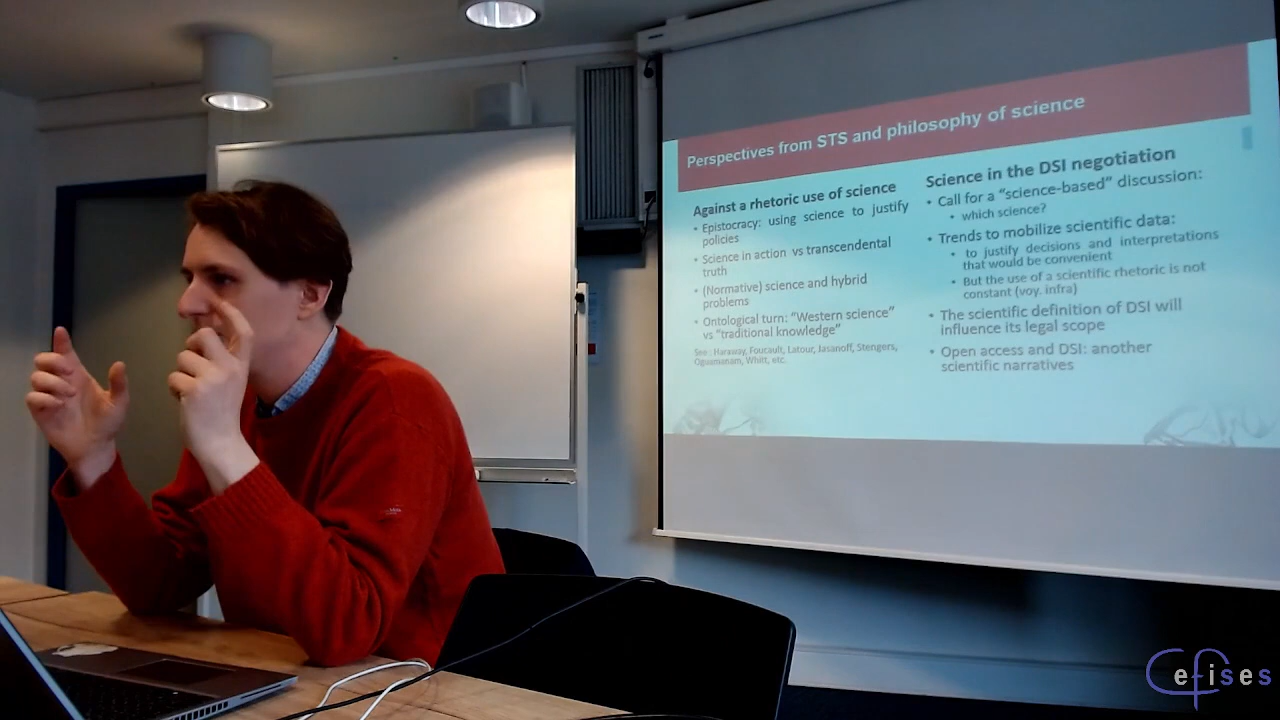 Perspectives from STS and philosophy of science
Against a rhetoric use of science
• Epistocracy: using science to justify
policies
• Science in action vs transcendental
truth
• (Normative) science and hybrid
problems
• Ontological turn: “Western science”
vs “traditional knowledge”
See : Haraway, Foucault, Latour, Jasanoff, Stengers,
Oguamanam, Whitt, etc.
Science in the DSI negotiation
• Call for a “science-based” discussion:
• which science?
• Trends to mobilize scientific data:
• to justify decisions and interpretations
that would be convenient
• But the use of a scientific rhetoric is not
constant (voy. infra)
• The scientific definition of DSI will
influence its legal scope
• Open access and DSI: another
scientific narratives
Cefises